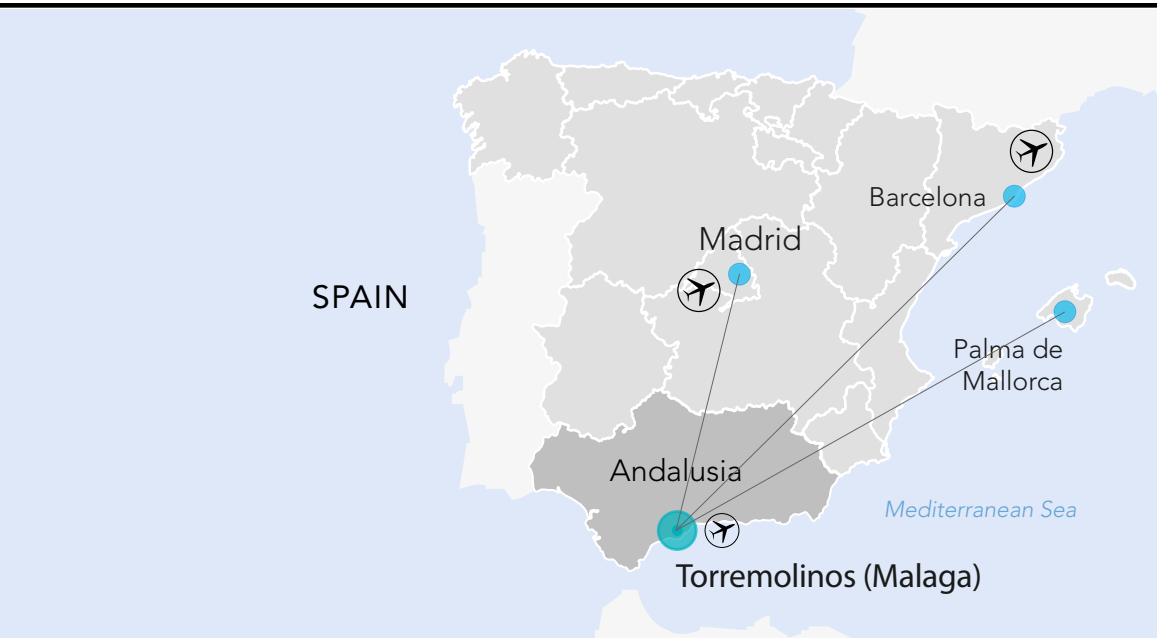 Barcelona
Madrid
SPAIN
Palma de
Mallorca
Andalusia
Mediterranean Sea
Torremolinos (Malaga)